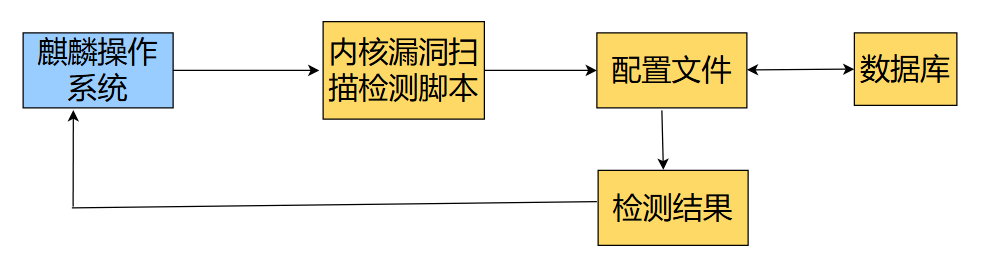 麒麟操作
系统
内核漏洞扫
描检测脚本
配置文件
数据库
检测结果